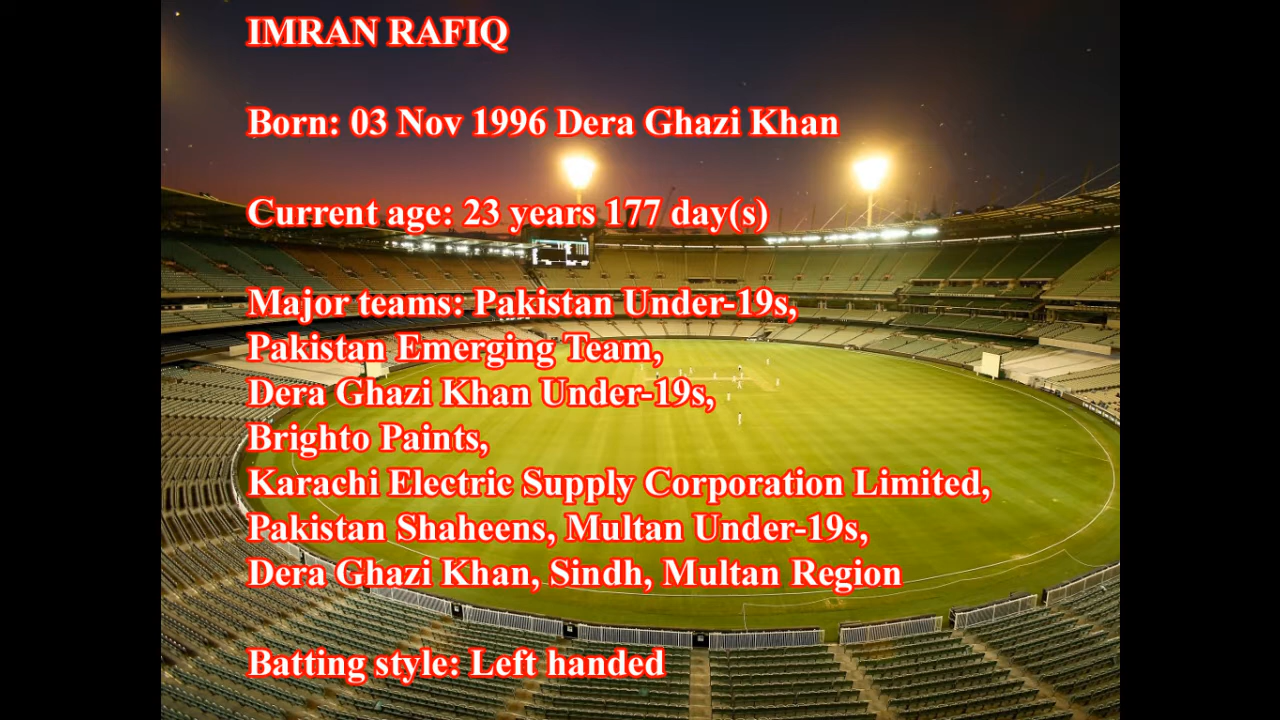 IMRAN RAFIQ
Born: 03 Nov 1996 Dera Ghazi Khan
Current age: 23 years 177 day(s)
Major teams: Pakistan Under-19s,
Pakistan Emerging Team,
Dera Ghazi Khan Under-19s,
Brighto Paints,
Karachi Electric Supply Corporation Limited,
Pakistan Shaheens, Multan Under-19s,
Dera Ghazi Khan, Sindh, Multan Region
Batting style: Left handed